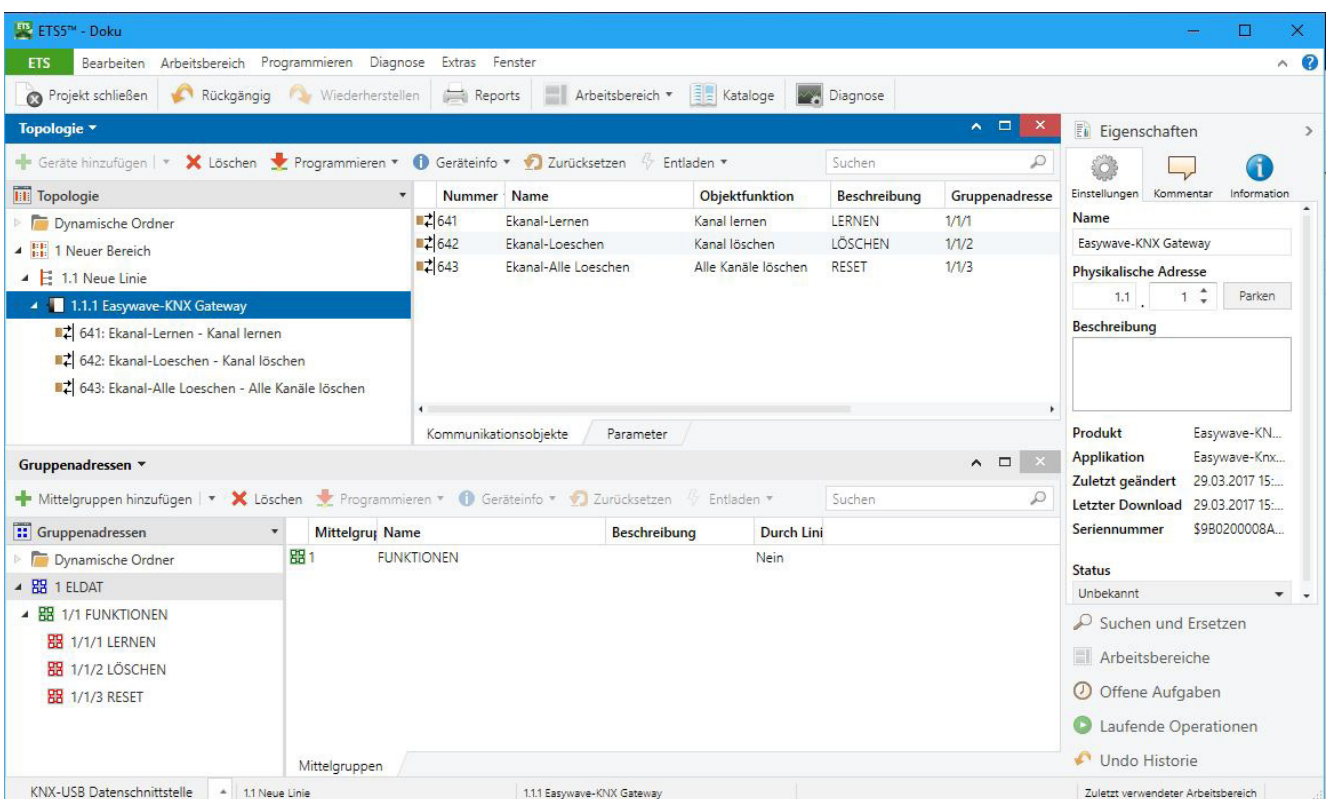 ETS5™ - Doku
ETS Bearbeiten Arbeitsbereich Programmieren Diagnose Extras Fenster
Projekt schließen Rückgängig Wiederherstellen Reports Arbeitsbereich Kataloge Diagnose
Topologie
Geräte hinzufügen Löschen Programmieren Geräteinfo Zurücksetzen Entladen Suchen
Topologie
Dynamische Ordner
1 Neuer Bereich
1.1 Neue Linie
1.1.1 Easywave-KNX Gateway
641: Ekanal-Lernen - Kanal lernen
642: Ekanal-Loeschen - Kanal löschen
643: Ekanal-Alle Loeschen - Alle Kanäle löschen
Nummer Name Objektfunktion Beschreibung Gruppenadresse
641 Ekanal-Lernen Kanal lernen LERNEN 1/1/1
642 Ekanal-Loeschen Kanal löschen LÖSCHEN 1/1/2
643 Ekanal-Alle Loeschen Alle Kanäle löschen RESET 1/1/3
Kommunikationsobjekte Parameter
Gruppenadressen
Mittelgruppen hinzufügen Löschen Programmieren Geräteinfo Zurücksetzen Entladen Suchen
Gruppenadressen
Dynamische Ordner
1 ELDAT
1/1 FUNKTIONEN
1/1/1 LERNEN
1/1/2 LÖSCHEN
1/1/3 RESET
Mittelgrup Name Beschreibung Durch Lini
1 FUNKTIONEN Nein
Mittelgruppen
Eigenschaften
Einstellungen Kommentar Information
Name
Easywave-KNX Gateway
Physikalische Adresse
1.1 . 1 Parken
Beschreibung
Produkt Easywave-KN...
Applikation Easywave-Knx...
Zuletzt geändert 29.03.2017 15:...
Letzter Download 29.03.2017 15:...
Seriennummer $9B0200008A...
Status
Unbekannt
Suchen und Ersetzen
Arbeitsbereiche
Offene Aufgaben
Laufende Operationen
Undo Historie
KNX-USB Datenschnittstelle 1.1 Neue Linie 1.1.1 Easywave-KNX Gateway Zuletzt verwendeter Arbeitsbereich